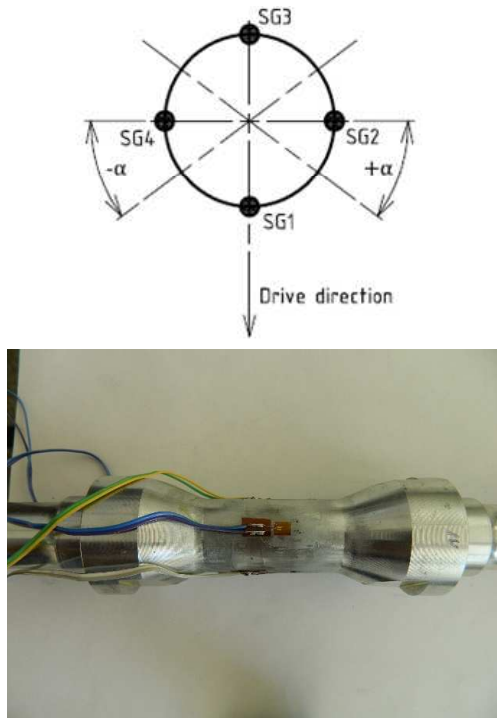 SG3
SG4
SG2
-α
+α
SG1
Drive direction